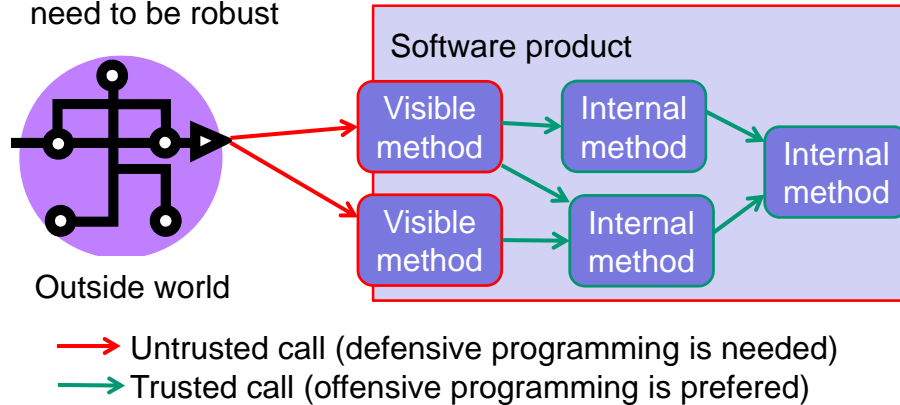 need to be robust
Software product
Visible
method
Internal
method
Internal
method
Visible
method
Internal
method
Outside world
Untrusted call (defensive programming is needed)
Trusted call (offensive programming is prefered)